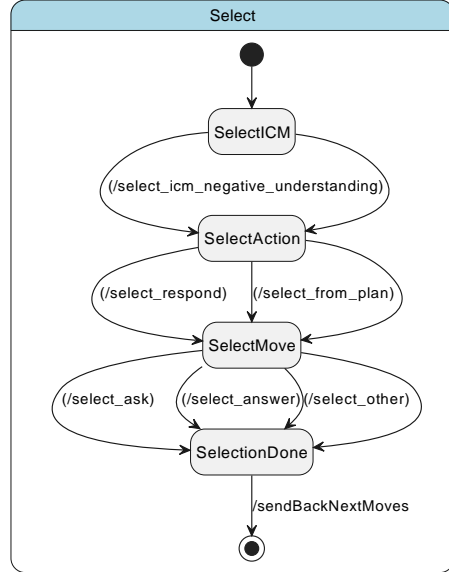 Select
SelectICM
(/select_icm_negative_understanding)
SelectAction
(/select_respond) (/select_from_plan)
SelectMove
(/select_ask) (/select_answer) (/select_other)
SelectionDone
/sendBackNextMoves